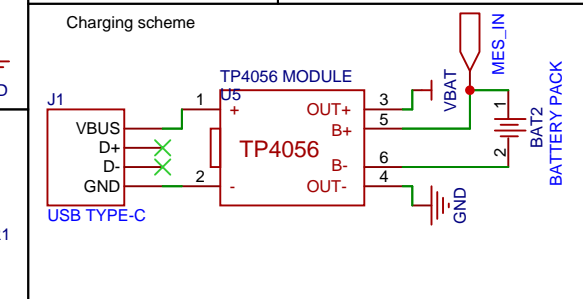 Charging scheme
D
J1
VBUS
D+
D-
GND
USB TYPE-C
1
2
TP4056 MODULE
U5
+
-
TP4056
OUT+
B+
B-
OUT-
3
5
6
4
VBAT
MES_IN
1
2
BAT2
BATTERY PACK
GND
1